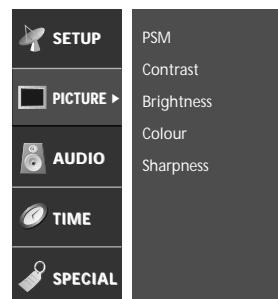 SETUP
PICTURE ▶
AUDIO
TIME
SPECIAL
PSM
Contrast
Brightness
Colour
Sharpness